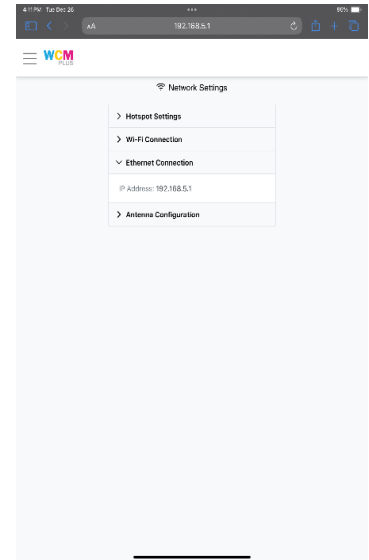 4:11 PM Tue Dec 26
90%
AA
192.168.5.1
WCM
PLUS
Network Settings
Hotspot Settings
Wi-Fi Connection
Ethernet Connection
IP Address: 192.168.5.1
Antenna Configuration